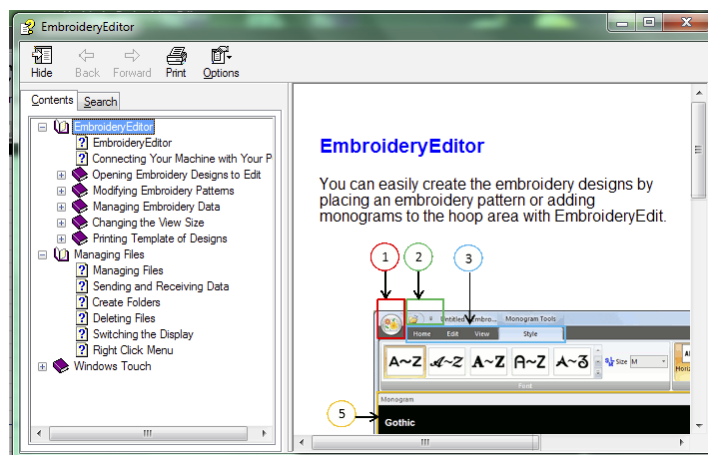 EmbroideryEditor
Hide Back Forward Print Options
Contents Search
EmbroideryEditor
EmbroideryEditor
Connecting Your Machine with Your P
Opening Embroidery Designs to Edit
Modifying Embroidery Patterns
Managing Embroidery Data
Changing the View Size
Printing Template of Designs
Managing Files
Managing Files
Sending and Receiving Data
Create Folders
Deleting Files
Switching the Display
Right Click Menu
Windows Touch
EmbroideryEditor
You can easily create the embroidery designs by
placing an embroidery pattern or adding
monograms to the hoop area with EmbroideryEdit.
1 2 3
Untitled Embro... Monogram Tools
Home Edit View Style
A~Z A~Z A~Z A~Z A~Z Size M
Horiz
Font
Monogram
5
Gothic